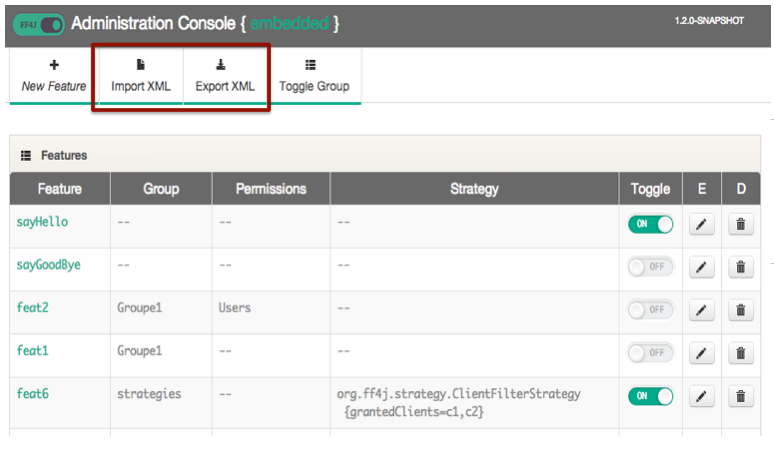 FF4J Administration Console { embedded } 1.2.0-SNAPSHOT
New Feature Import XML Export XML Toggle Group
Features
Feature Group Permissions Strategy Toggle E D
sayHello -- -- -- ON
sayGoodBye -- -- -- OFF
feat2 Groupe1 Users -- OFF
feat1 Groupe1 -- -- OFF
feat6 strategies -- org.ff4j.strategy.ClientFilterStrategy ON
{grantedClients=c1,c2}